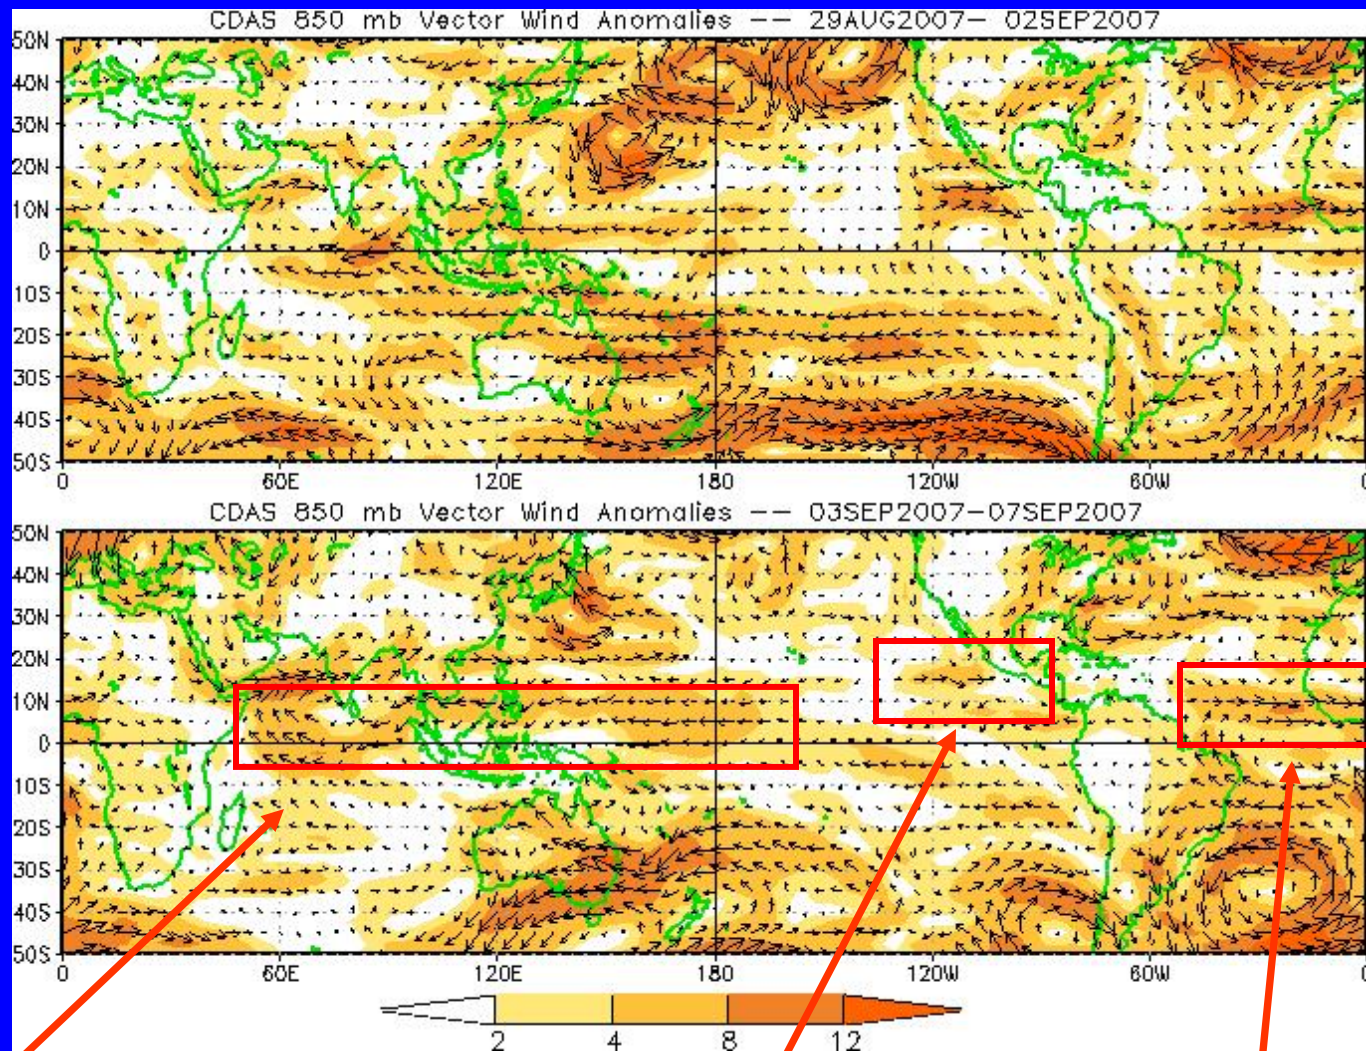 CDAS 850 mb Vector Wind Anomalies -- 29AUG2007- 02SEP2007
50N
40N
30N
20N
10N
0
10S
20S
30S
40S
50S
0 60E 120E 180 120W 60W 0
CDAS 850 mb Vector Wind Anomalies -- 03SEP2007-07SEP2007
50N
40N
30N
20N
10N
0
10S
20S
30S
40S
50S
0 60E 120E 180 120W 60W 0
2 4 8 12